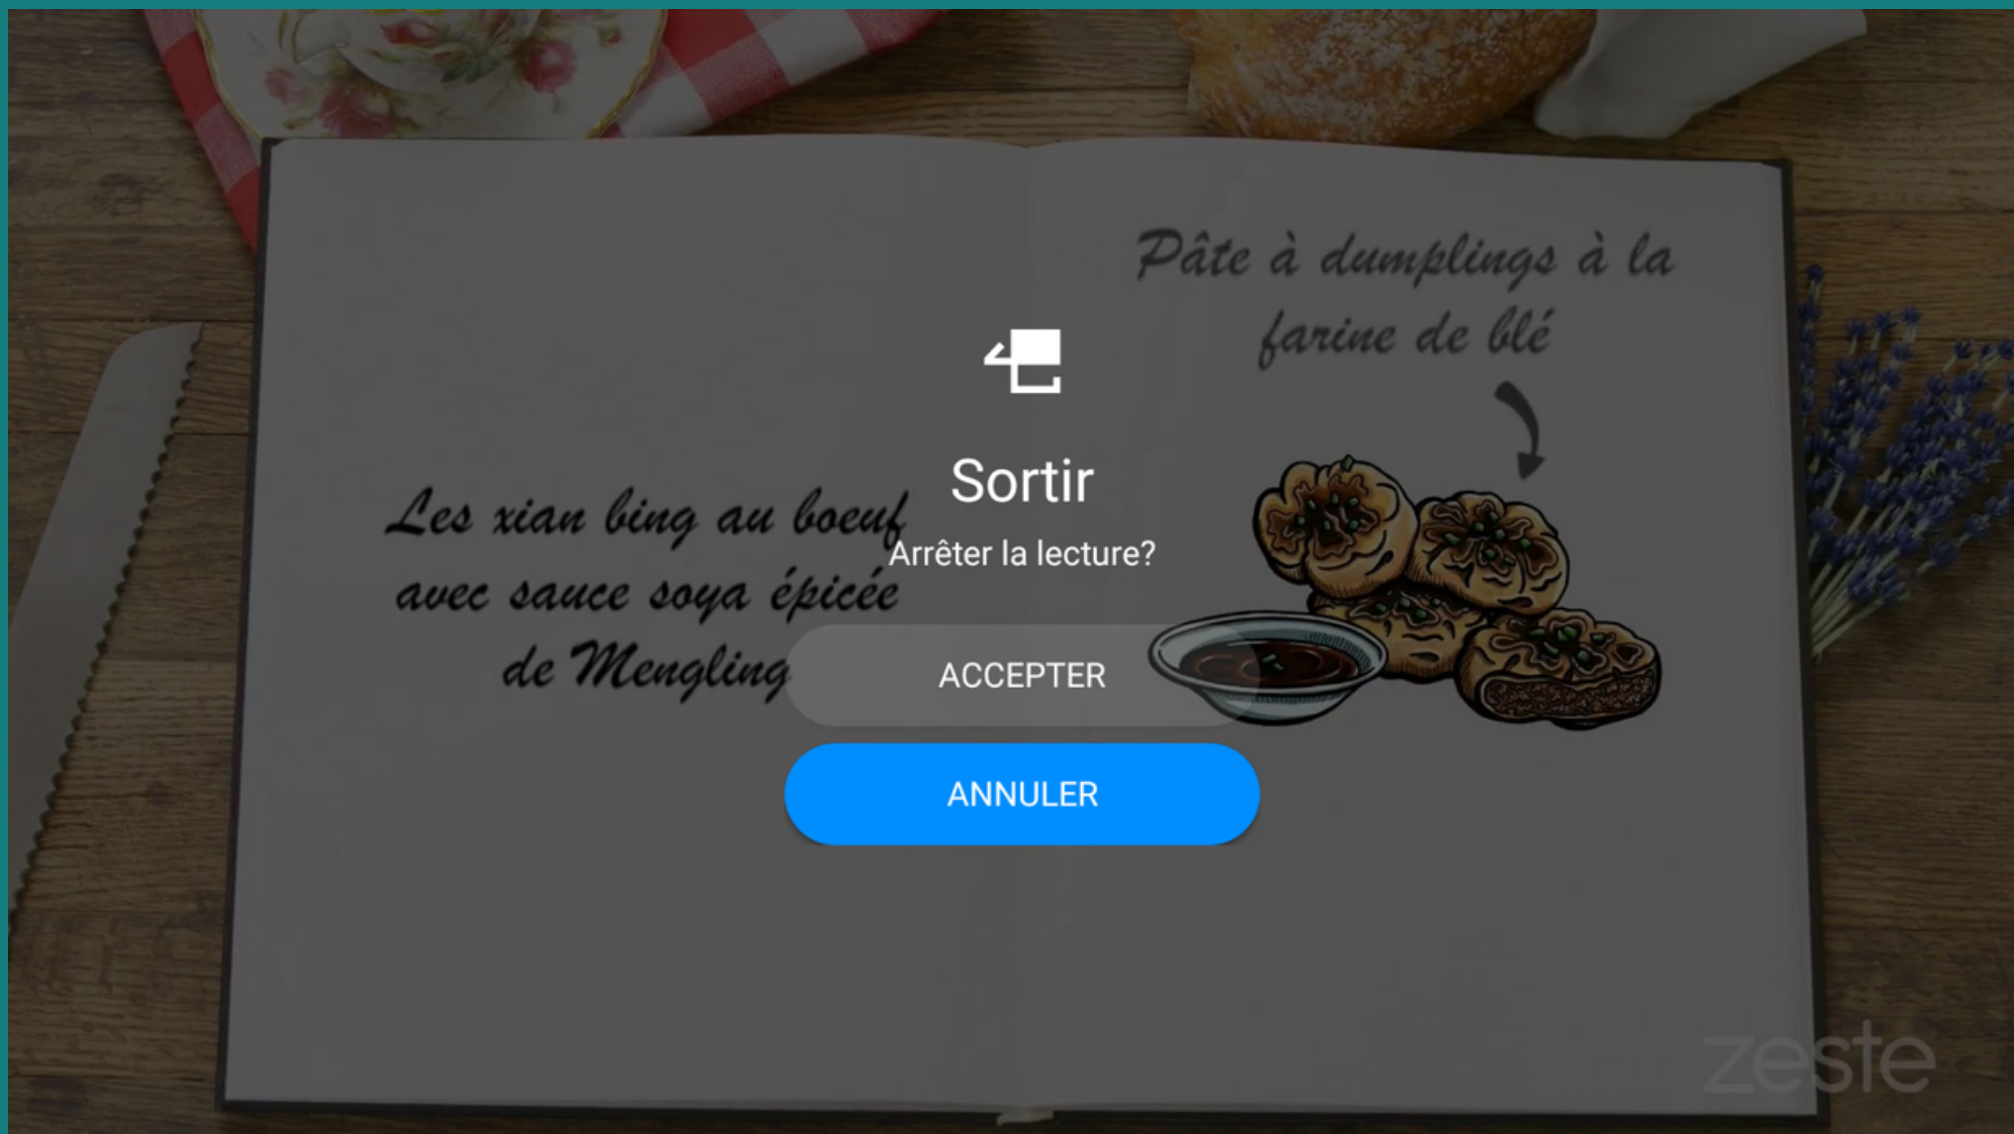 Pâte à dumplings à la
farine de blé
Les xian bing au boeuf
avec sauce soya épicée
de Mengling
Sortir
Arrêter la lecture?
ACCEPTER
ANNULER
zeste